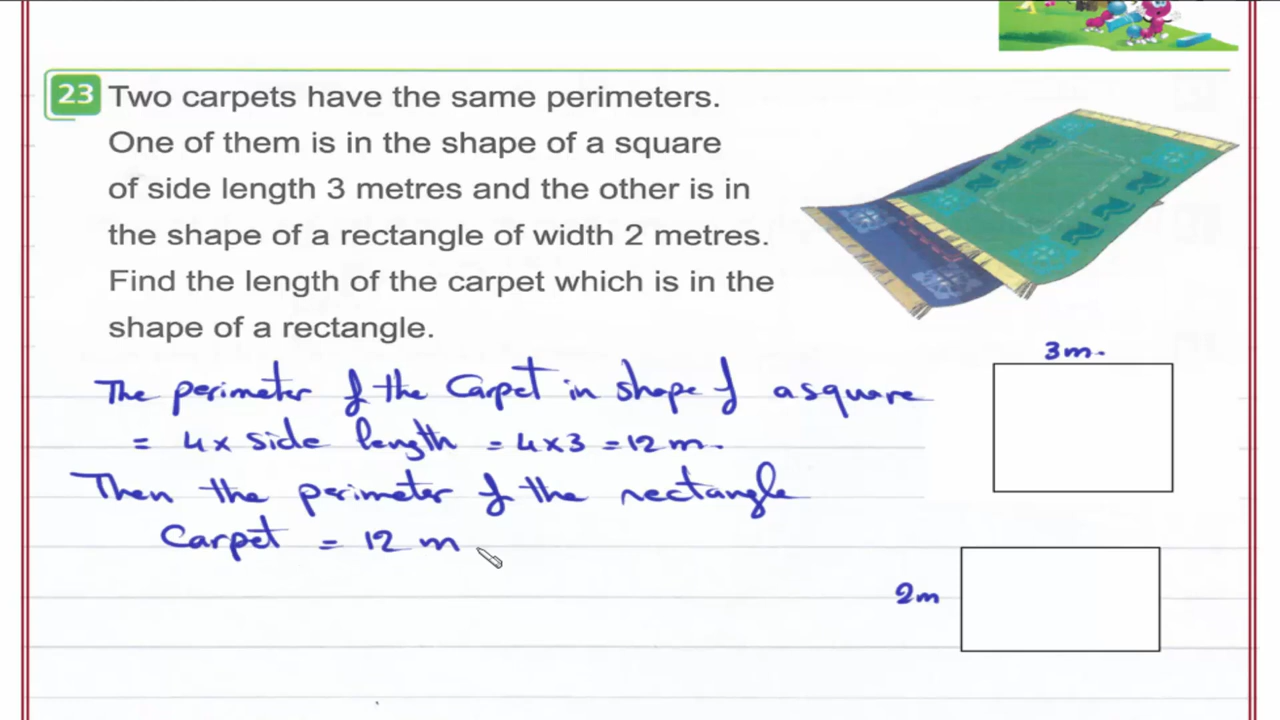 23 Two carpets have the same perimeters.
One of them is in the shape of a square
of side length 3 metres and the other is in
the shape of a rectangle of width 2 metres.
Find the length of the carpet which is in the
shape of a rectangle.
3m.
The perimeter of the Carpet in shape of a square
= 4 x side length = 4 x 3 = 12 m.
Then the perimeter of the rectangle
Carpet = 12 m
2m